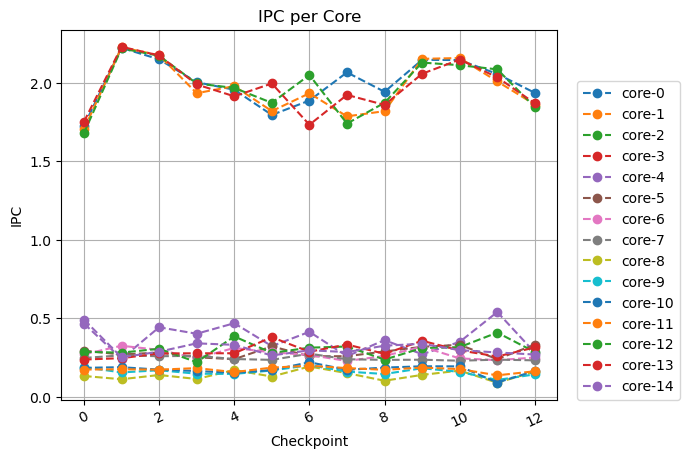 IPC per Core
IPC
2.0
1.5
1.0
0.5
0.0
0
2
4
6
8
10
12
Checkpoint
core-0
core-1
core-2
core-3
core-4
core-5
core-6
core-7
core-8
core-9
core-10
core-11
core-12
core-13
core-14